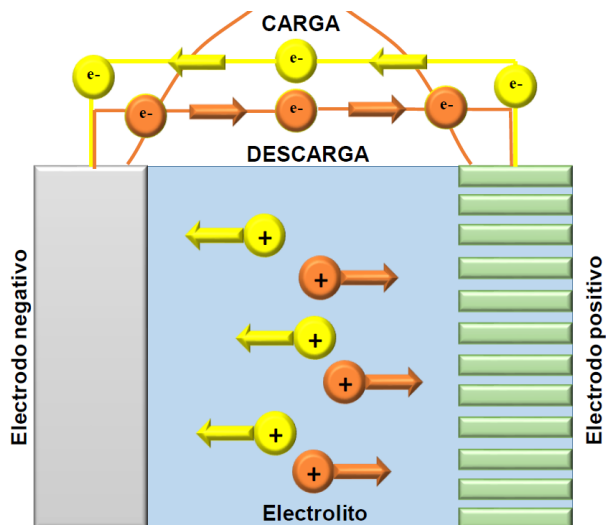 CARGA
e-
e-
e-
e-
e-
e-
DESCARGA
Electrodo negativo
+
+
+
+
+
+
Electrodo positivo
Electrolito